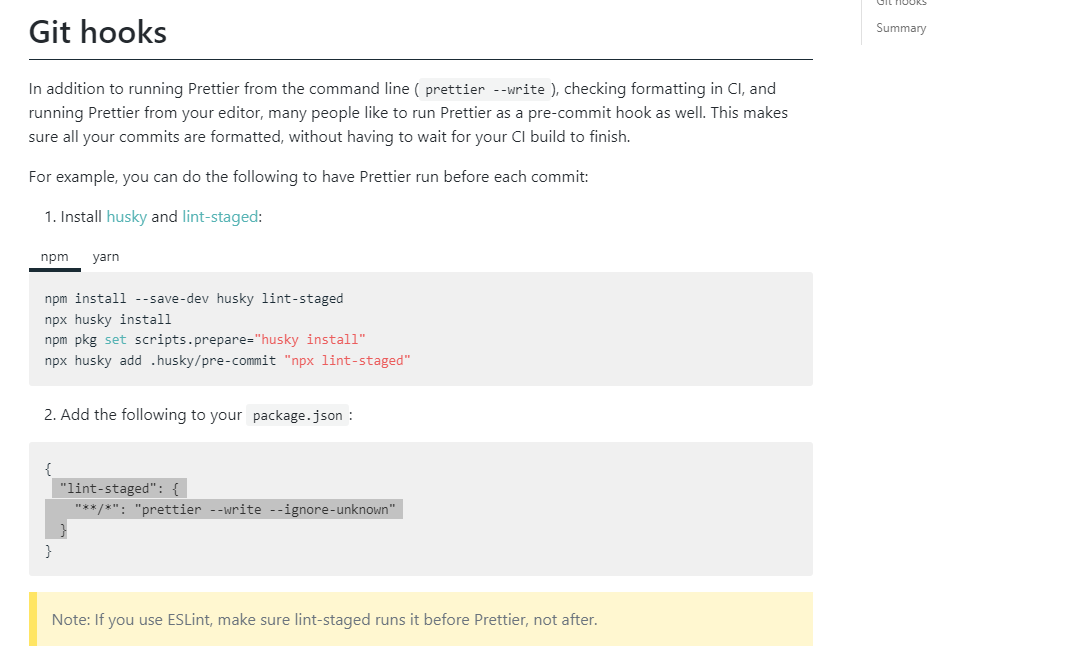 Git hooks
Summary
Git hooks
In addition to running Prettier from the command line ( prettier --write ), checking formatting in CI, and
running Prettier from your editor, many people like to run Prettier as a pre-commit hook as well. This makes
sure all your commits are formatted, without having to wait for your CI build to finish.
For example, you can do the following to have Prettier run before each commit:
1. Install husky and lint-staged:
npm yarn
npm install --save-dev husky lint-staged
npx husky install
npm pkg set scripts.prepare="husky install"
npx husky add .husky/pre-commit "npx lint-staged"
2. Add the following to your package.json :
{
"lint-staged": {
"**/*": "prettier --write --ignore-unknown"
}
}
Note: If you use ESLint, make sure lint-staged runs it before Prettier, not after.